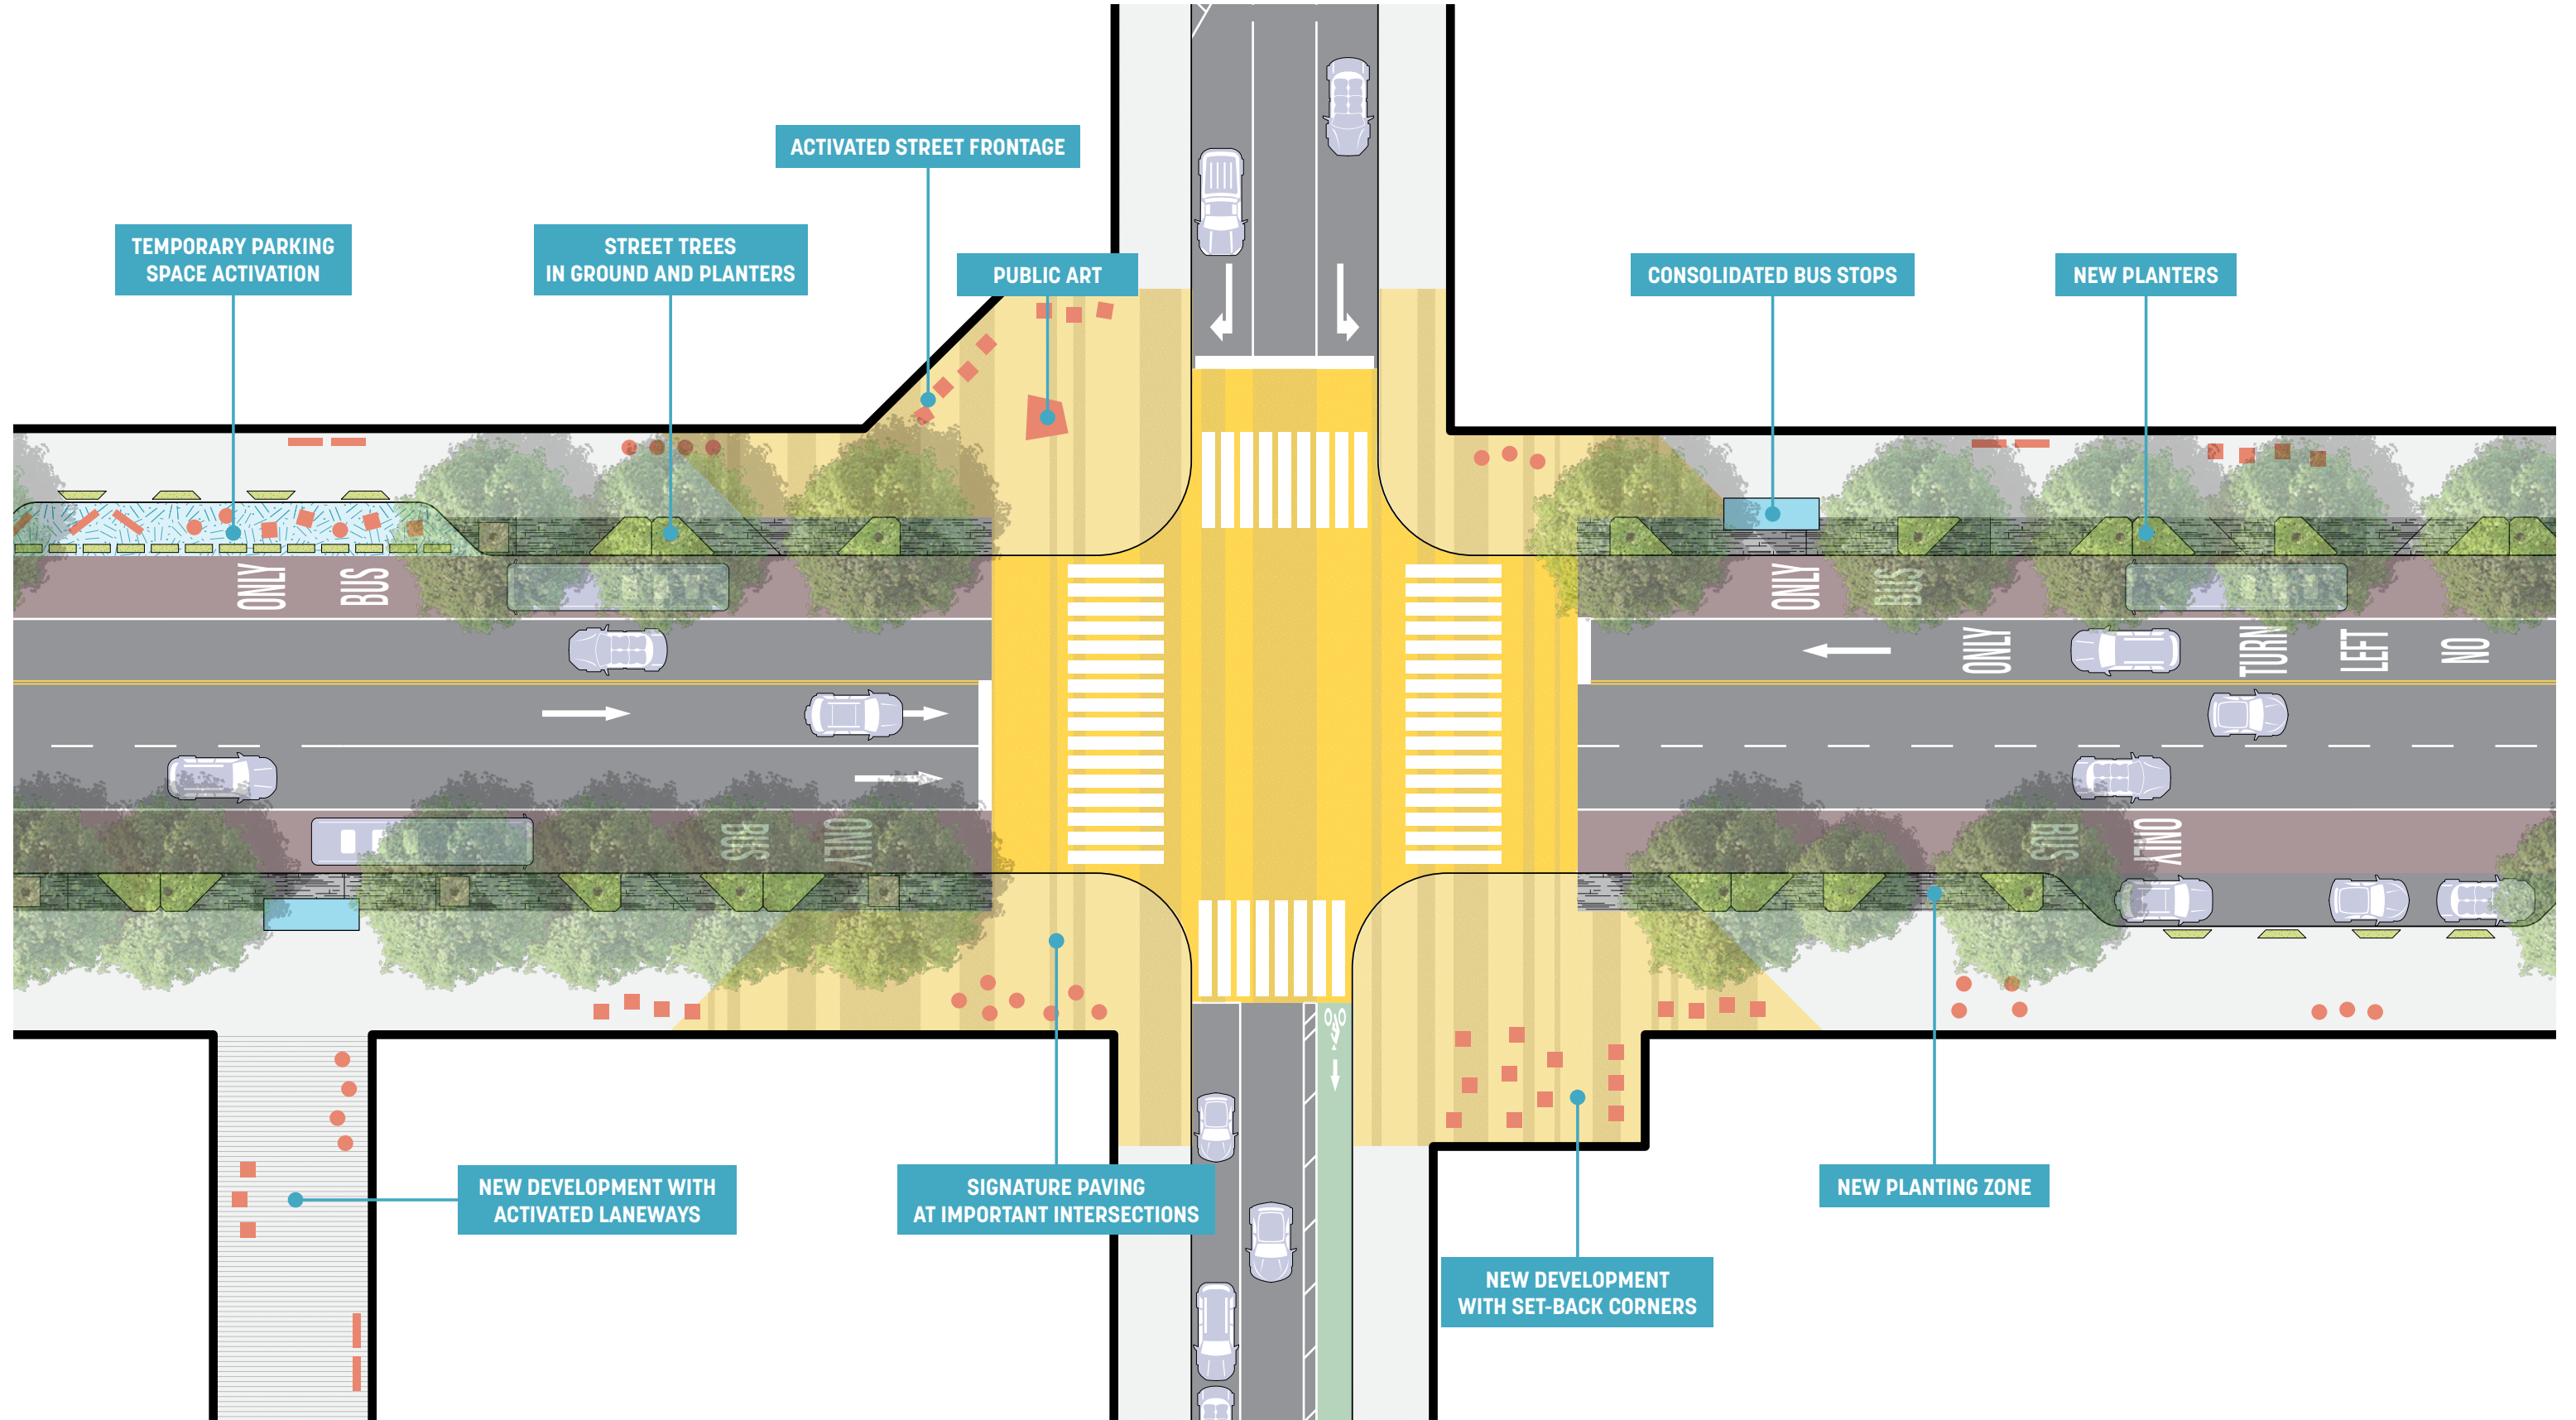 ACTIVATED STREET FRONTAGE
TEMPORARY PARKING
SPACE ACTIVATION
STREET TREES
IN GROUND AND PLANTERS
PUBLIC ART
CONSOLIDATED BUS STOPS
NEW PLANTERS
ONLY
BUS
ONLY
BUS
ONLY
TURN
LEFT
NO
BUS
ONLY
BUS
ONLY
NEW DEVELOPMENT WITH
ACTIVATED LANEWAYS
SIGNATURE PAVING
AT IMPORTANT INTERSECTIONS
NEW PLANTING ZONE
NEW DEVELOPMENT
WITH SET-BACK CORNERS